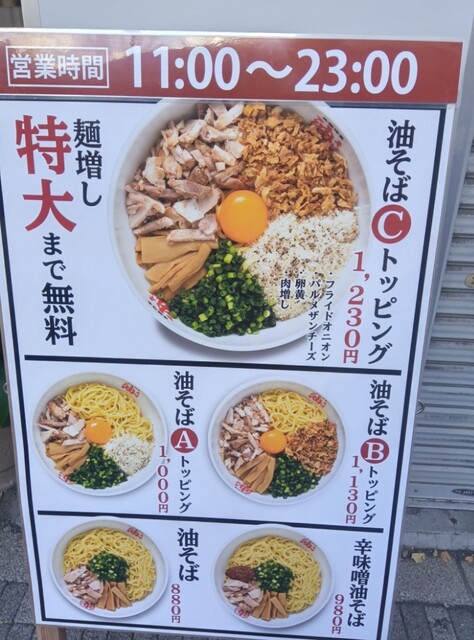 営業時間 11:00〜23:00
麺増し
特大まで無料
油そばCトッピング
1,230円
・フライドオニオン
・パルメザンチーズ
・卵黄
・肉増し
油そばAトッピング
1,000円
油そばBトッピング
1,130円
油そば
880円
辛味噌油そば
980円